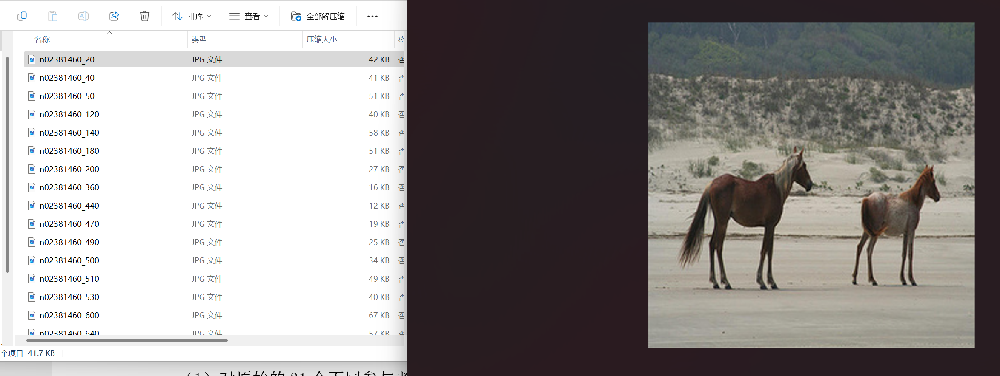 排序 查看 全部解压缩
名称 类型 压缩大小
n02381460_20 JPG 文件 42 KB 否
n02381460_40 JPG 文件 41 KB 否
n02381460_50 JPG 文件 51 KB 否
n02381460_120 JPG 文件 40 KB 否
n02381460_140 JPG 文件 58 KB 否
n02381460_180 JPG 文件 51 KB 否
n02381460_200 JPG 文件 27 KB 否
n02381460_360 JPG 文件 16 KB 否
n02381460_440 JPG 文件 12 KB 否
n02381460_470 JPG 文件 19 KB 否
n02381460_490 JPG 文件 25 KB 否
n02381460_500 JPG 文件 34 KB 否
n02381460_510 JPG 文件 49 KB 否
n02381460_530 JPG 文件 40 KB 否
n02381460_600 JPG 文件 67 KB 否
n02381460_640 JPG 文件 57 KB 否
个项目 41.7 KB
(1) 对原始的 31 个不同参与者